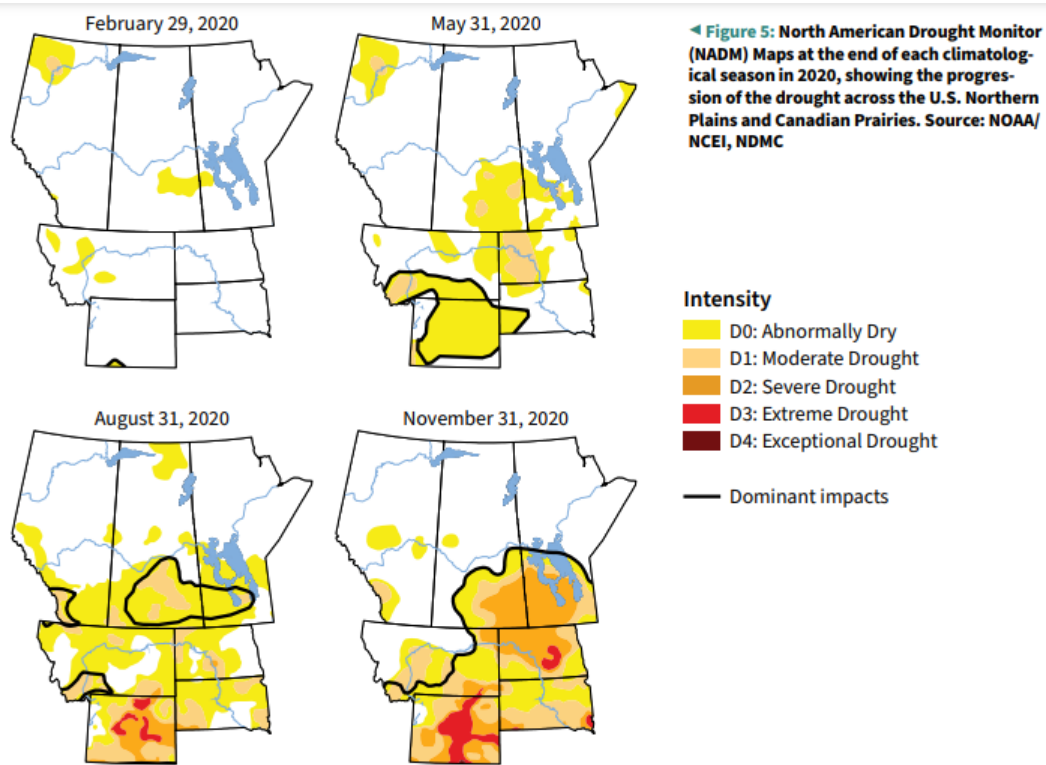 February 29, 2020
May 31, 2020
◄ Figure 5: North American Drought Monitor
(NADM) Maps at the end of each climatolog-
ical season in 2020, showing the progres-
sion of the drought across the U.S. Northern
Plains and Canadian Prairies. Source: NOAA/
NCEI, NDMC
Intensity
D0: Abnormally Dry
D1: Moderate Drought
D2: Severe Drought
D3: Extreme Drought
D4: Exceptional Drought
Dominant impacts
August 31, 2020
November 31, 2020